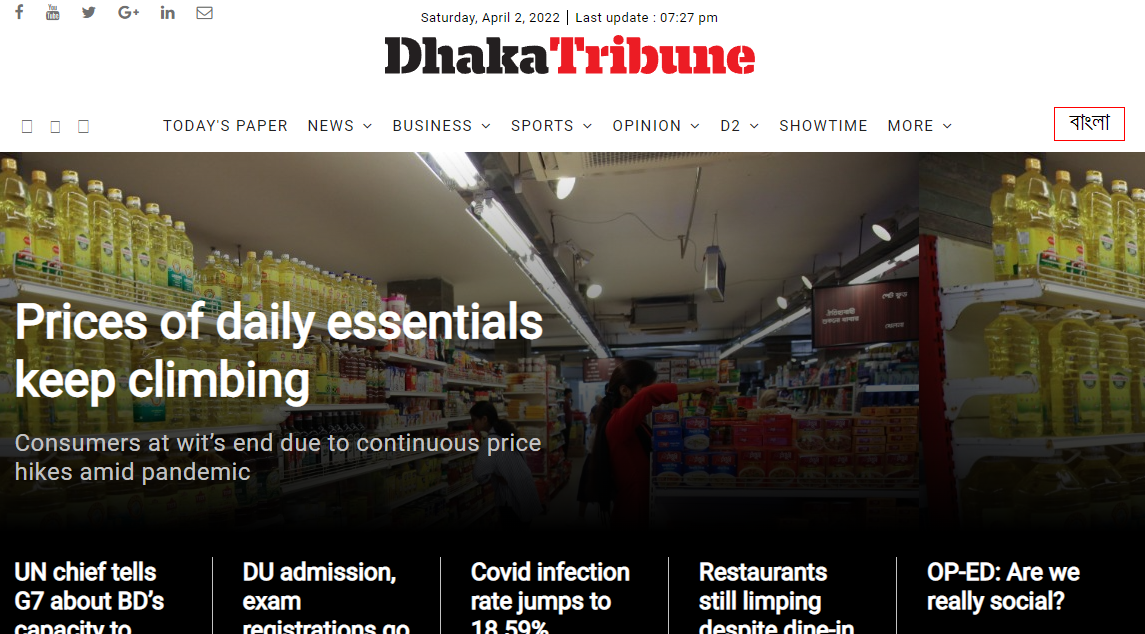 Saturday, April 2, 2022 | Last update : 07:27 pm
DhakaTribune
TODAY'S PAPER NEWS BUSINESS SPORTS OPINION D2 SHOWTIME MORE
বাংলা
Prices of daily essentials
keep climbing
Consumers at wit’s end due to continuous price
hikes amid pandemic
UN chief tells
G7 about BD’s
capacity to
DU admission,
exam
registrations go
Covid infection
rate jumps to
18.59%
Restaurants
still limping
despite dine-in
OP-ED: Are we
really social?